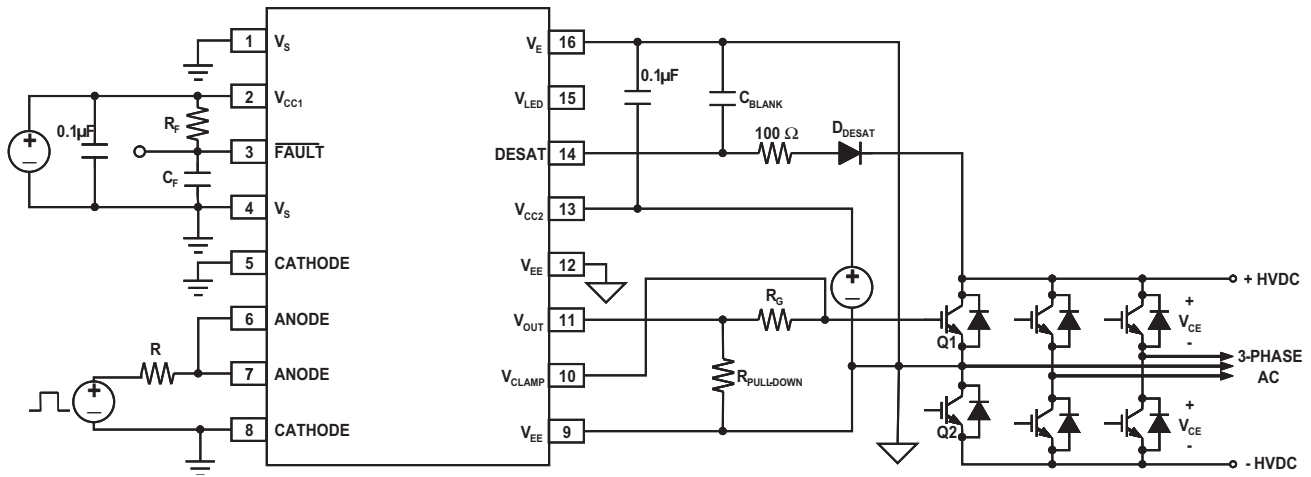 1 V_S
2 V_CC1
3 FAULT
4 V_S
5 CATHODE
6 ANODE
7 ANODE
8 CATHODE
V_E 16
V_LED 15
DESAT 14
V_CC2 13
V_EE 12
V_OUT 11
V_CLAMP 10
V_EE 9
0.1µF
R_F
C_F
+
—
R
+
—
0.1µF
C_BLANK
100 Ω
D_DESAT
+
—
R_G
R_PULL-DOWN
Q1
Q2
+ HVDC
+
V_CE
-
3-PHASE
AC
+
V_CE
-
- HVDC